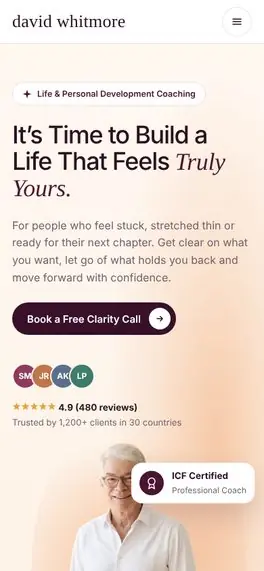 david whitmore
Life & Personal Development Coaching
It’s Time to Build a
Life That Feels Truly
Yours.
For people who feel stuck, stretched thin or
ready for their next chapter. Get clear on what
you want, let go of what holds you back and
move forward with confidence.
Book a Free Clarity Call
SM JR AK LP
4.9 (480 reviews)
Trusted by 1,200+ clients in 30 countries
ICF Certified
Professional Coach